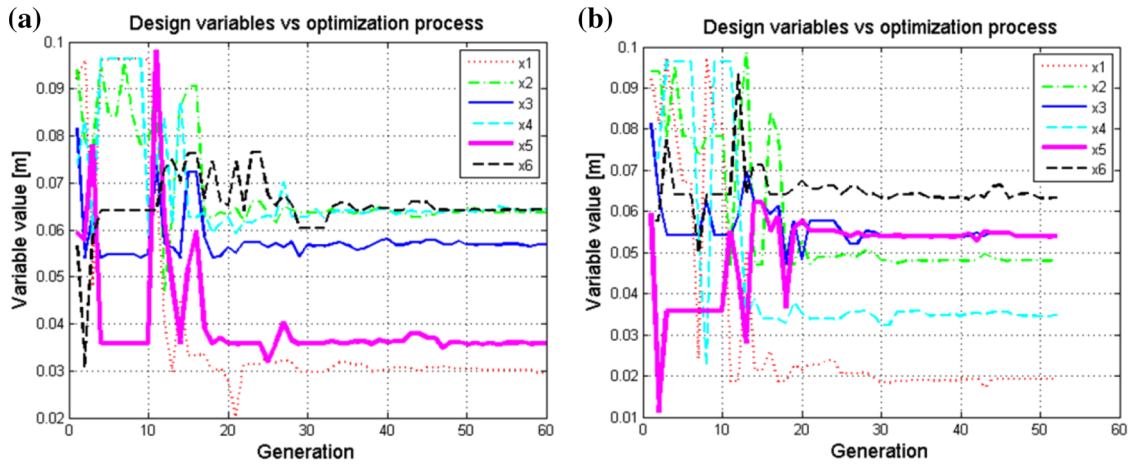 (a)
Design variables vs optimization process
0.1
0.09
0.08
0.07
0.06
0.05
0.04
0.03
0.02
Variable value [m]
x1
x2
x3
x4
x5
x6
0 10 20 30 40 50 60
Generation
(b)
Design variables vs optimization process
0.1
0.09
0.08
0.07
0.06
0.05
0.04
0.03
0.02
0.01
Variable value [m]
x1
x2
x3
x4
x5
x6
0 10 20 30 40 50 60
Generation